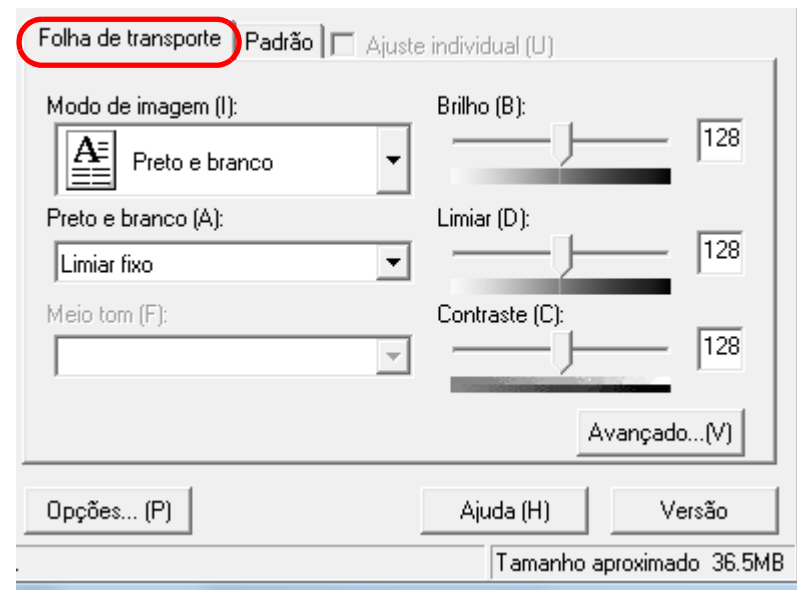 Folha de transporte Padrão Ajuste individual (U)
Modo de imagem (I):
Preto e branco
Preto e branco (A):
Limiar fixo
Meio tom (F):
Brilho (B):
128
Limiar (D):
128
Contraste (C):
128
Avançado...(V)
Opções... (P) Ajuda (H) Versão
. Tamanho aproximado 36.5MB